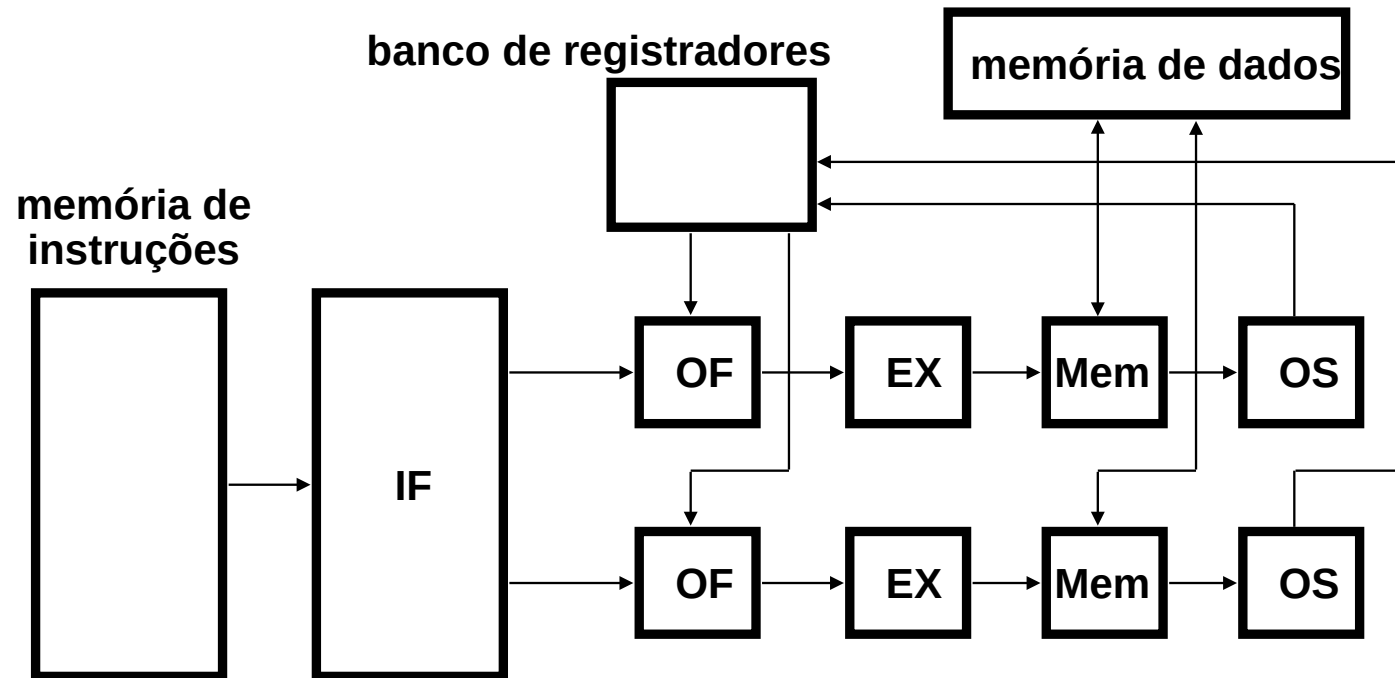 banco de registradores
memória de dados
memória de
instruções
IF
OF
EX
Mem
OS
OF
EX
Mem
OS